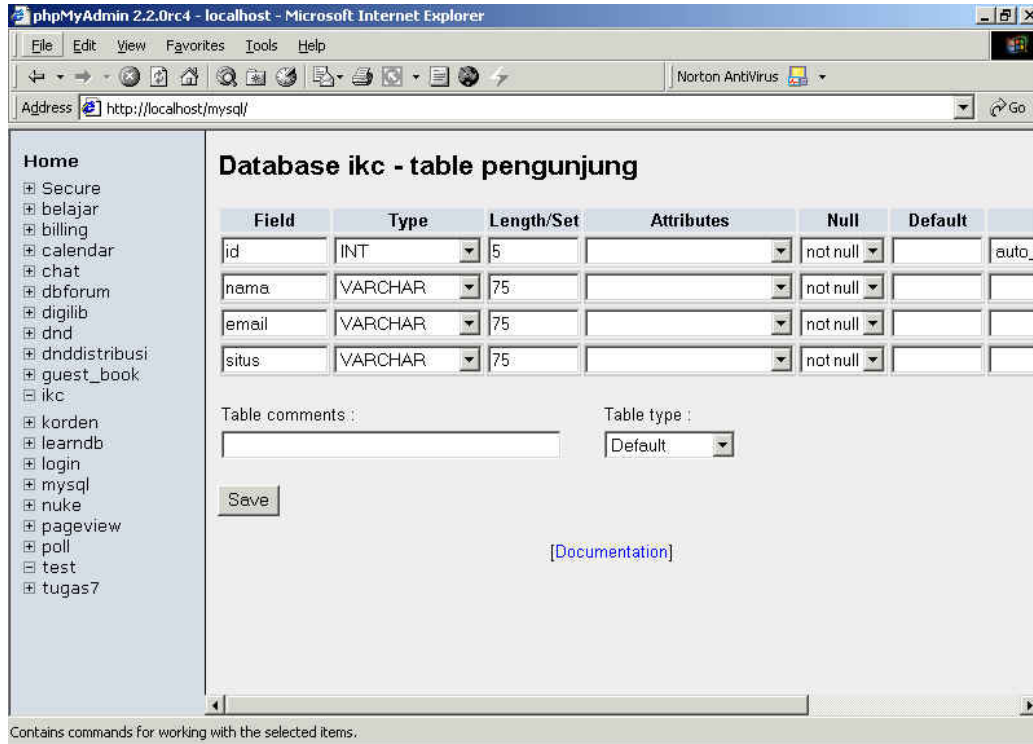 phpMyAdmin 2.2.0rc4 - localhost - Microsoft Internet Explorer
File Edit View Favorites Tools Help
Norton AntiVirus
Address http://localhost/mysql/ Go
Home
Secure
belajar
billing
calendar
chat
dbforum
digilib
dnd
dnddistribusi
guest_book
ikc
korden
learndb
login
mysql
nuke
pageview
poll
test
tugas7
Database ikc - table pengunjung
Field Type Length/Set Attributes Null Default
id INT 5 not null auto_
nama VARCHAR 75 not null
email VARCHAR 75 not null
situs VARCHAR 75 not null
Table comments : Table type :
Default
Save
[Documentation]
Contains commands for working with the selected items.